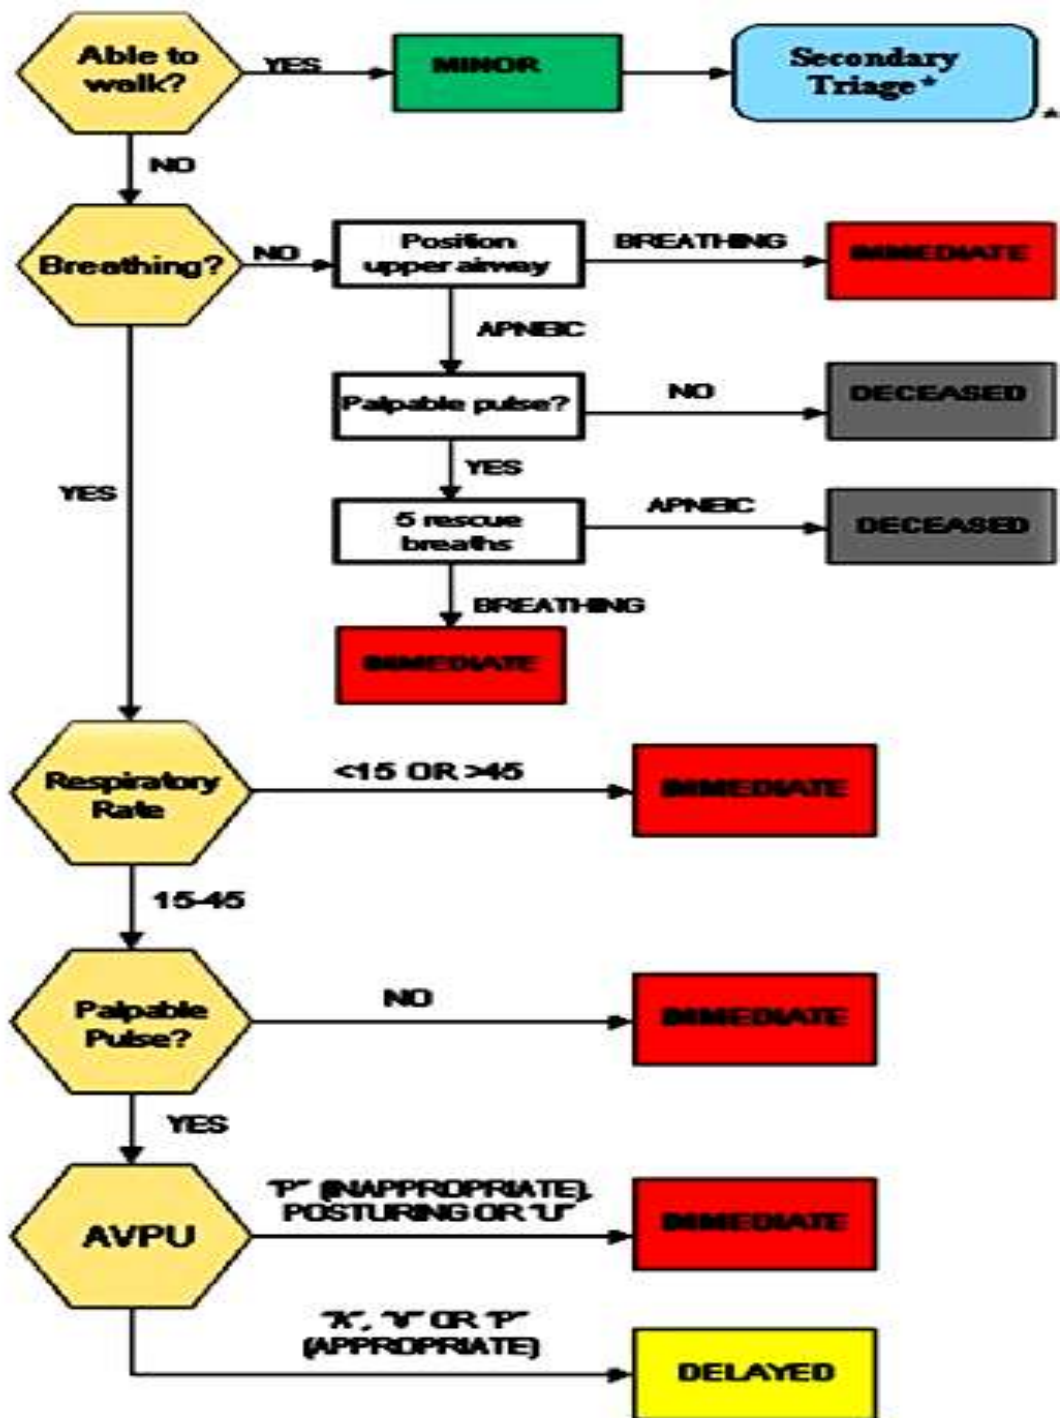 Able to
walk?
YES
MINOR
Secondary
Triage*
*
NO
Breathing?
NO
Position
upper airway
BREATHING
IMMEDIATE
APNEIC
Palpable pulse?
NO
DECEASED
YES
YES
5 rescue
breaths
APNEIC
DECEASED
BREATHING
IMMEDIATE
Respiratory
Rate
<15 OR >45
IMMEDIATE
15-45
Palpable
Pulse?
NO
IMMEDIATE
YES
AVPU
"P" (INAPPROPRIATE),
POSTURING OR "U"
IMMEDIATE
"A", "V" OR "P"
(APPROPRIATE)
DELAYED